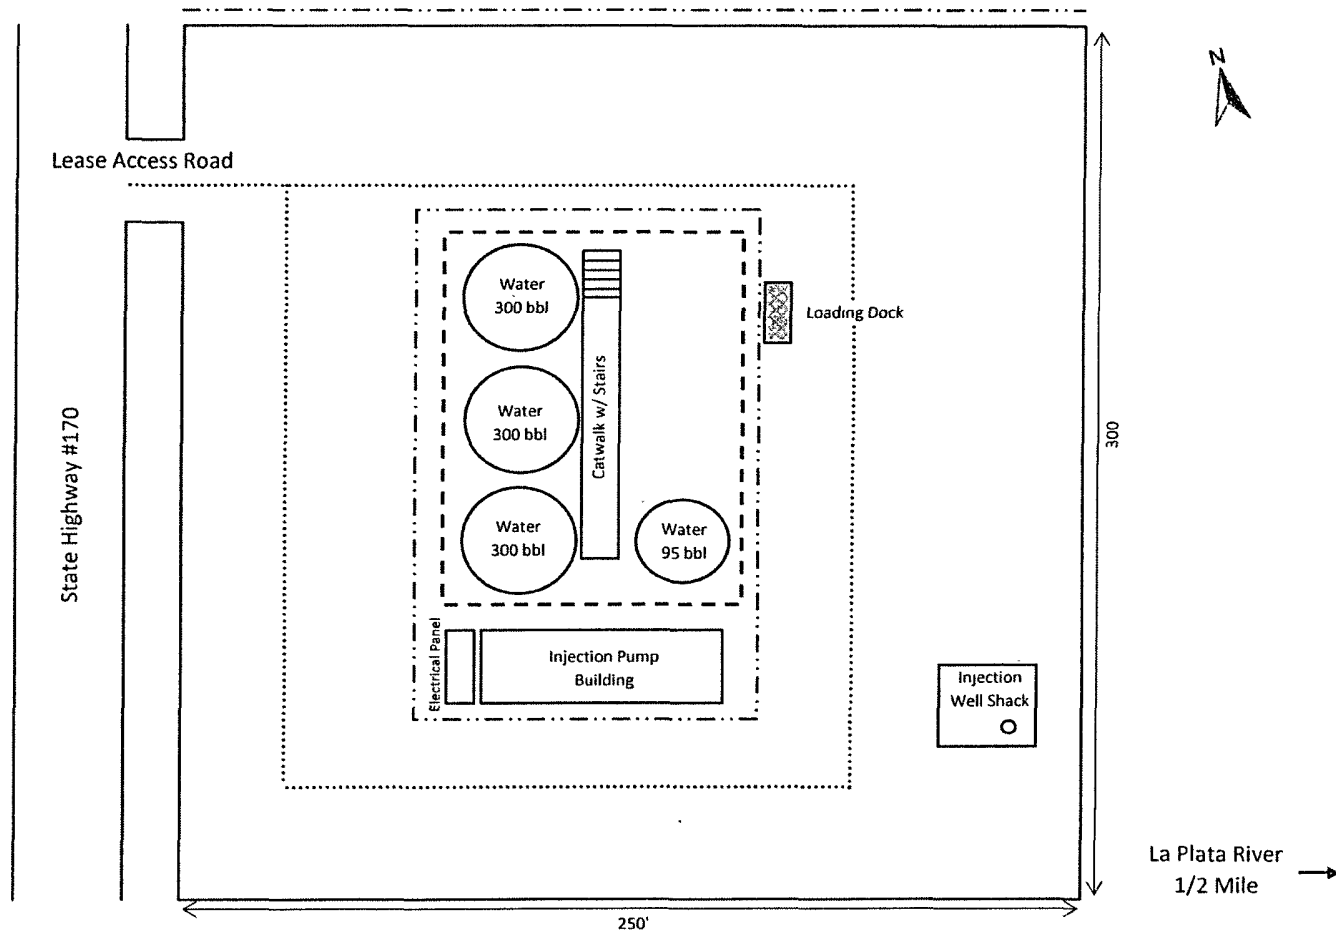 N
Lease Access Road
Water
300 bbl
Loading Dock
Catwalk w/ Stairs
Water
300 bbl
300
State Highway #170
Water
300 bbl
Water
95 bbl
Electrical Panel
Injection Pump
Building
Injection
Well Shack
La Plata River
1/2 Mile
250'